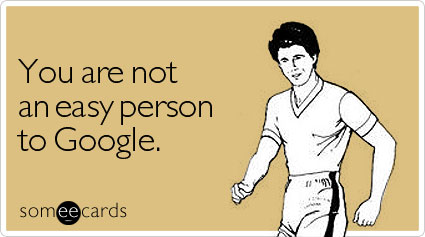 You are not
an easy person
to Google.
someecards